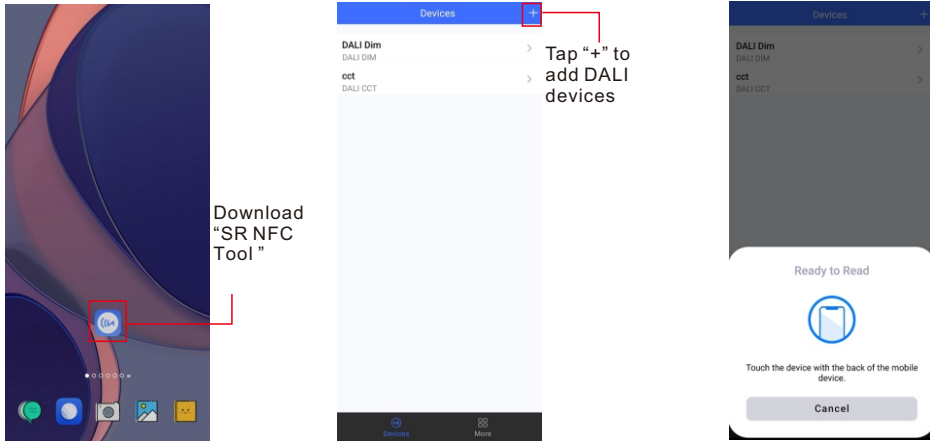 Download
“SR NFC
Tool ”
Devices
+
DALI Dim
DALI DIM
cct
DALI CCT
Devices
More
Tap “+” to
add DALI
devices
Devices
+
DALI Dim
DALI DIM
cct
DALI CCT
Ready to Read
Touch the device with the back of the mobile
device.
Cancel